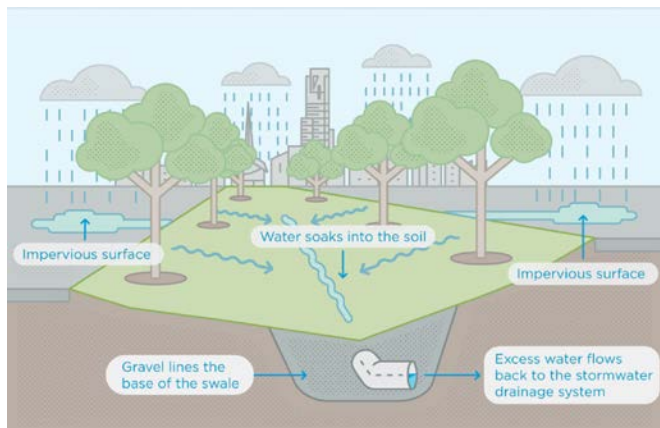 Water soaks into the soil
Impervious surface
Impervious surface
Gravel lines the
base of the swale
Excess water flows
back to the stormwater
drainage system